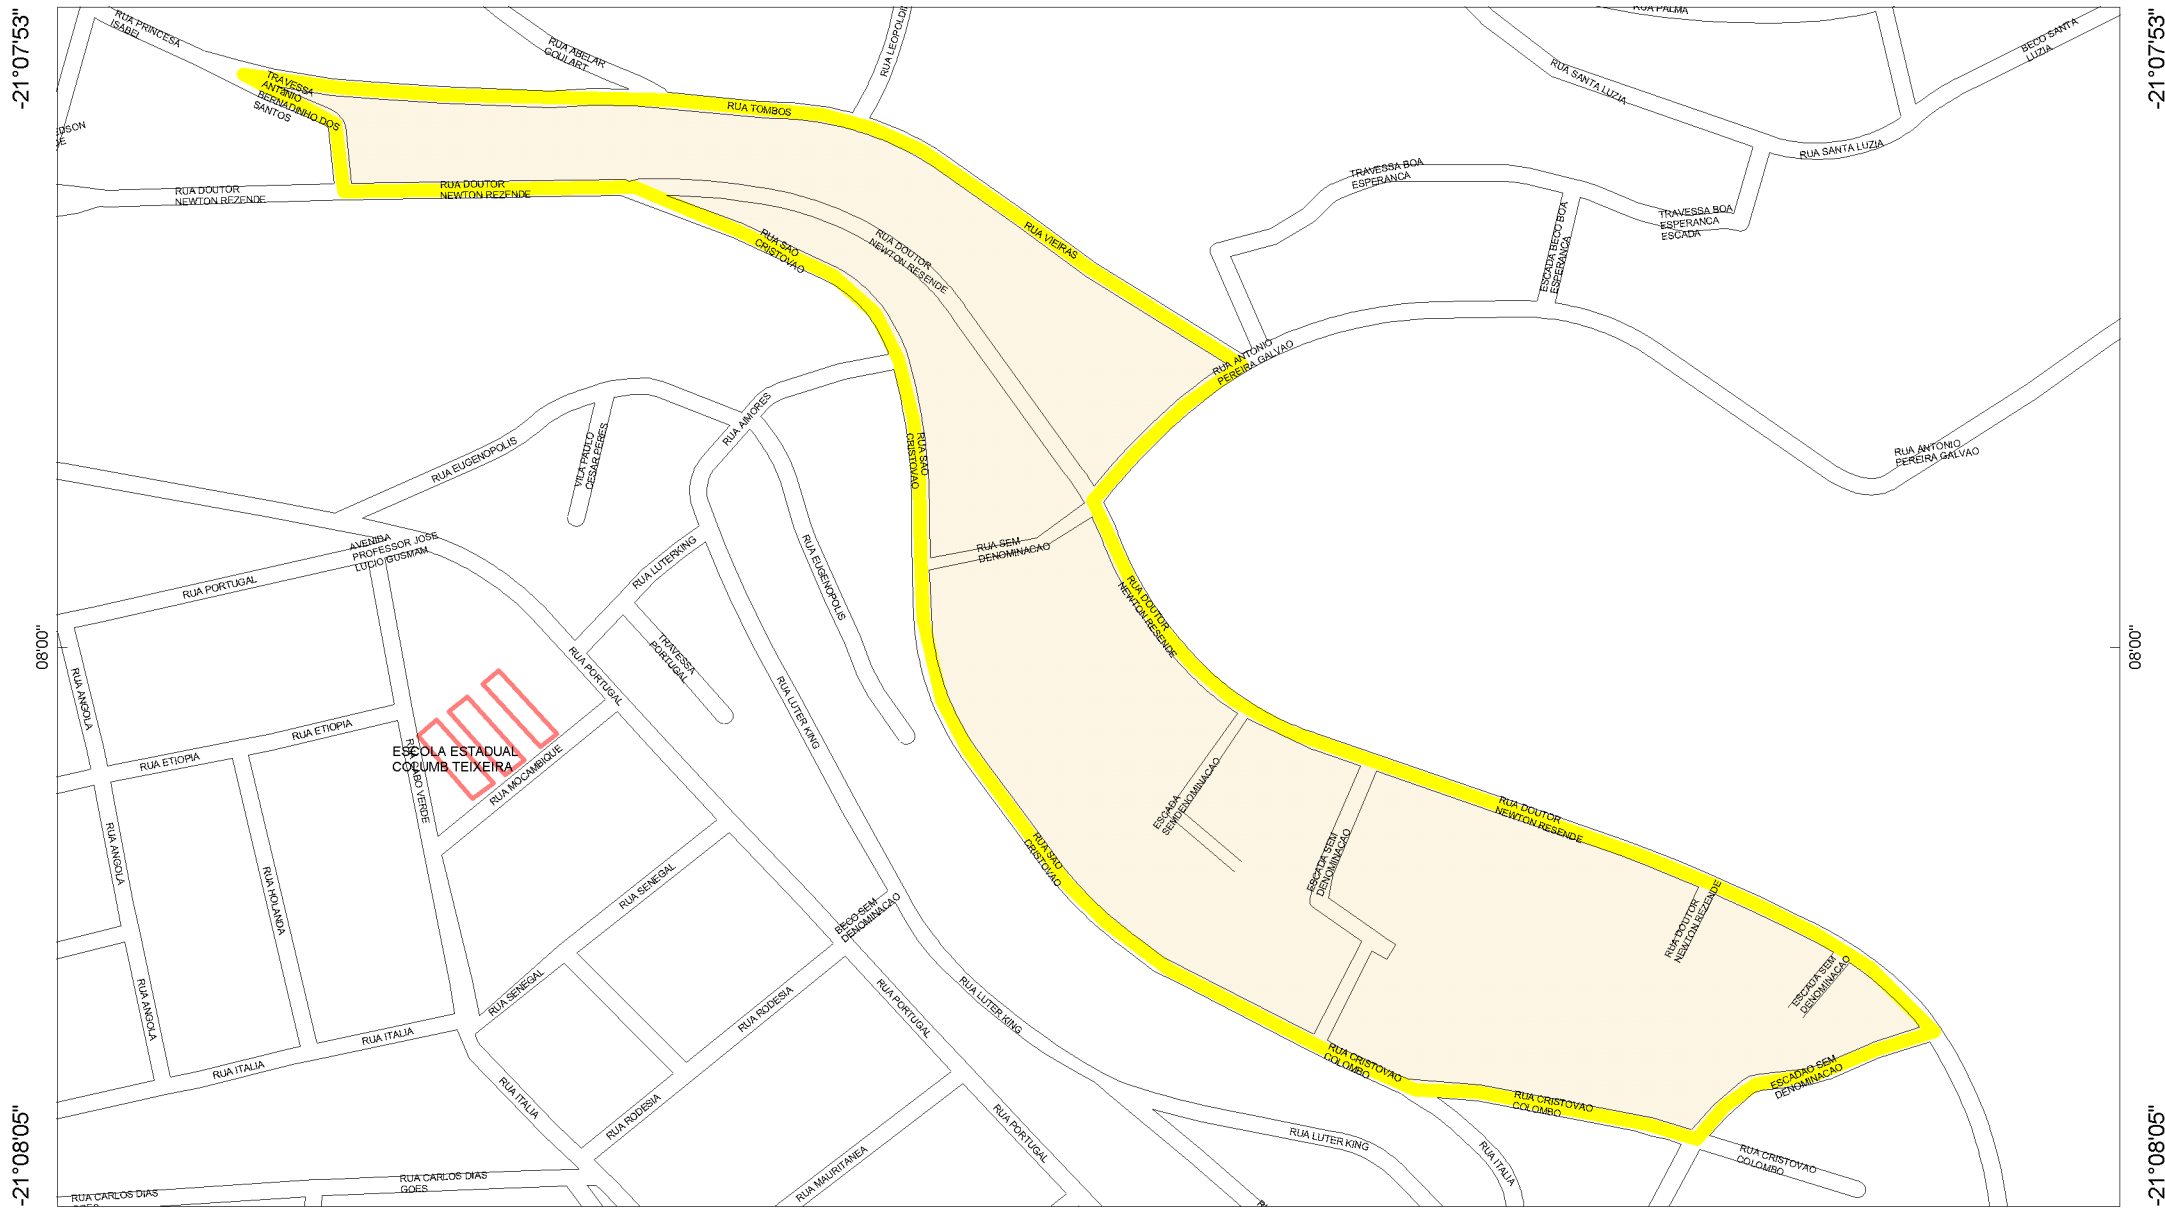 -21°07'53"
-21°07'53"
RUA PRINCESA
ISABEL
RUA ABELAR
GOULART
RUA LEOPOLDI
RUA PALMA
BECO SANTA
LUZIA
RUA SANTA LUZIA
RUA SANTA LUZIA
TRAVESSA
ANTONIO
BERNADINHO DOS
SANTOS
RUA TOMBOS
EDSON
RUA DOUTOR
NEWTON REZENDE
RUA DOUTOR
NEWTON REZENDE
TRAVESSA BOA
ESPERANCA
TRAVESSA BOA
ESPERANCA
ESCADA
ESCADA BECO BOA
ESPERANCA
RUA SAO
CRISTOVAO
RUA DOUTOR
NEWTON RESENDE
RUA VIEIRAS
RUA ANTONIO
PEREIRA GALVAO
RUA AIMORES
RUA EUGENOPOLIS
VILA PAULO
CESAR PERES
RUA SAO
CRISTOVAO
RUA ANTONIO
PEREIRA GALVAO
AVENIDA
PROFESSOR JOSE
LUCIO GUSMAM
RUA PORTUGAL
RUA LUTERKING
RUA EUGENOPOLIS
RUA SEM
DENOMINACAO
RUA DOUTOR
NEWTON RESENDE
08'00"
08'00"
TRAVESSA
PORTUGAL
RUA PORTUGAL
RUA ANGOLA
RUA LUTER KING
RUA ETIOPIA
RUA ETIOPIA
ESCOLA ESTADUAL
COLUMB TEIXEIRA
RUA CABO VERDE
RUA MOCAMBIQUE
ESCADA
SEMDENOMINACAO
RUA DOUTOR
NEWTON RESENDE
RUA ANGOLA
RUA HOLANDA
RUA SENEGAL
RUA SAO
CRISTOVAO
ESCADA SEM
DENOMINACAO
BECO SEM
DENOMINACAO
RUA DOUTOR
NEWTON REZENDE
ESCADA SEM
DENOMINACAO
RUA ANGOLA
RUA SENEGAL
RUA RODESIA
RUA PORTUGAL
RUA LUTER KING
RUA ITALIA
RUA ITALIA
RUA CRISTOVAO
COLOMBO
ESCADAO SEM
DENOMINACAO
RUA ITALIA
RUA RODESIA
RUA CRISTOVAO
COLOMBO
RUA PORTUGAL
RUA LUTER KING
RUA ITALIA
RUA CRISTOVAO
COLOMBO
RUA MAURITANEA
RUA CARLOS DIAS
GOES
RUA CARLOS DIAS
GOES
-21°08'05"
-21°08'05"